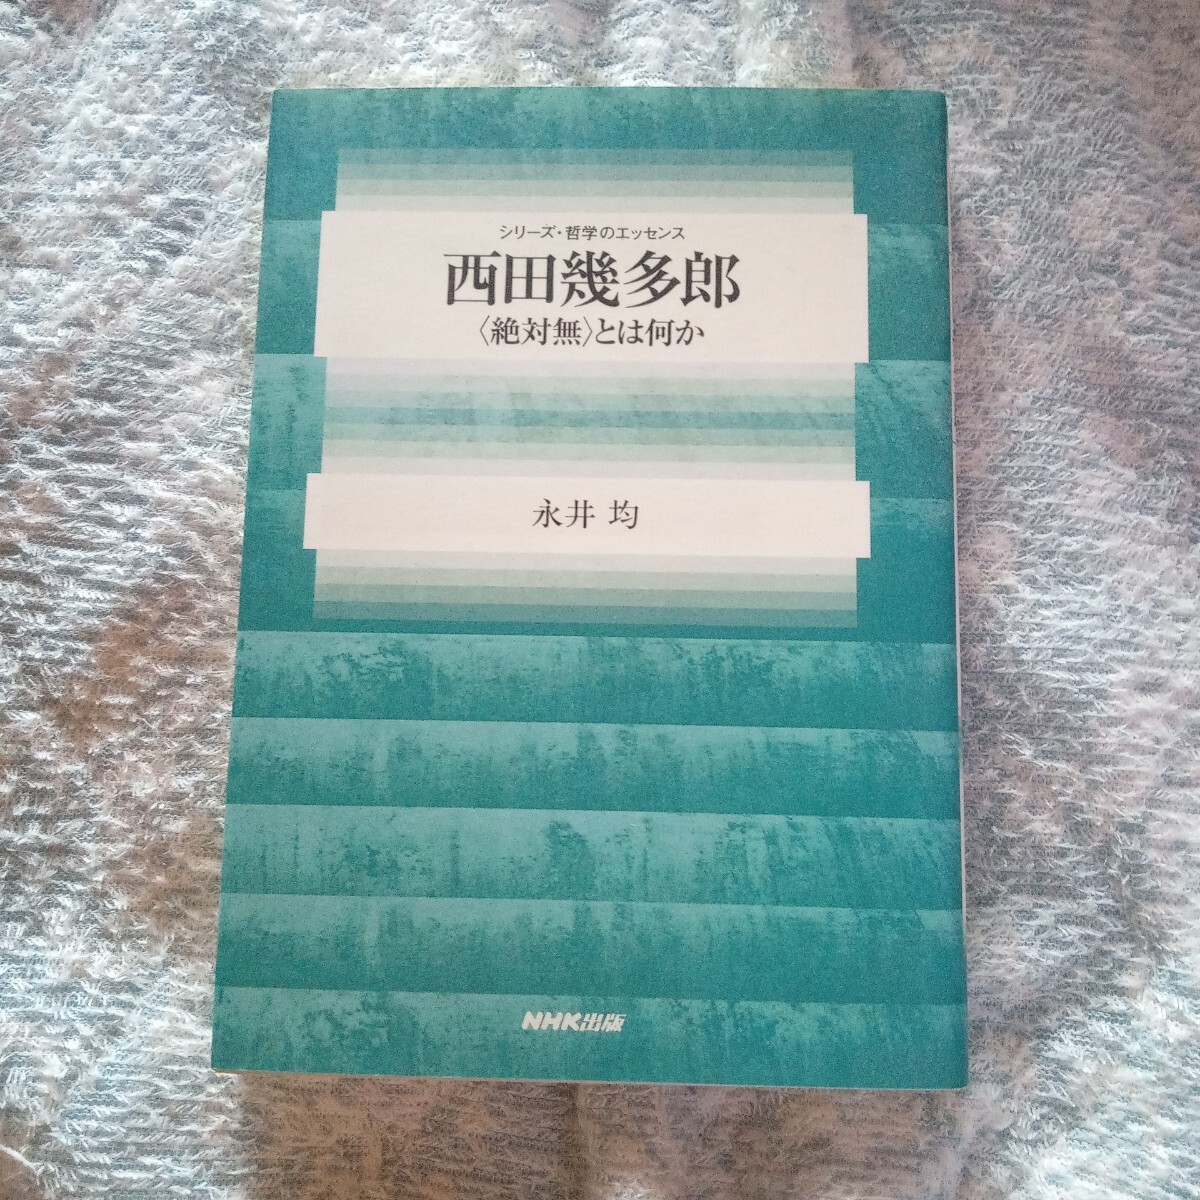 シリーズ・哲学のエッセンス
西田幾多郎
〈絶対無〉とは何か
永井 均
NHK出版